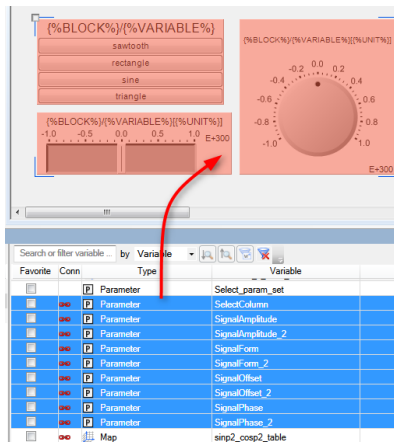 {%BLOCK%}/{%VARIABLE%}
sawtooth
rectangle
sine
triangle
{%BLOCK%}/{%VARIABLE%}[{%UNIT%}]
-1.0 -0.5 0.0 0.5 1.0
E+300
{%BLOCK%}/{%VARIABLE%}[{%UNIT%}]
-0.2 0.0 0.2
-0.4 0.4
-0.6 0.6
-0.8 0.8
-1.0 1.0
E+300
Search or filter variable ... by Variable
Favorite Conn Type Variable
P Parameter Select_param_set
P Parameter SelectColumn
P Parameter SignalAmplitude
P Parameter SignalAmplitude_2
P Parameter SignalForm
P Parameter SignalForm_2
P Parameter SignalOffset
P Parameter SignalOffset_2
P Parameter SignalPhase
P Parameter SignalPhase_2
Map sinp2_cosp2_table